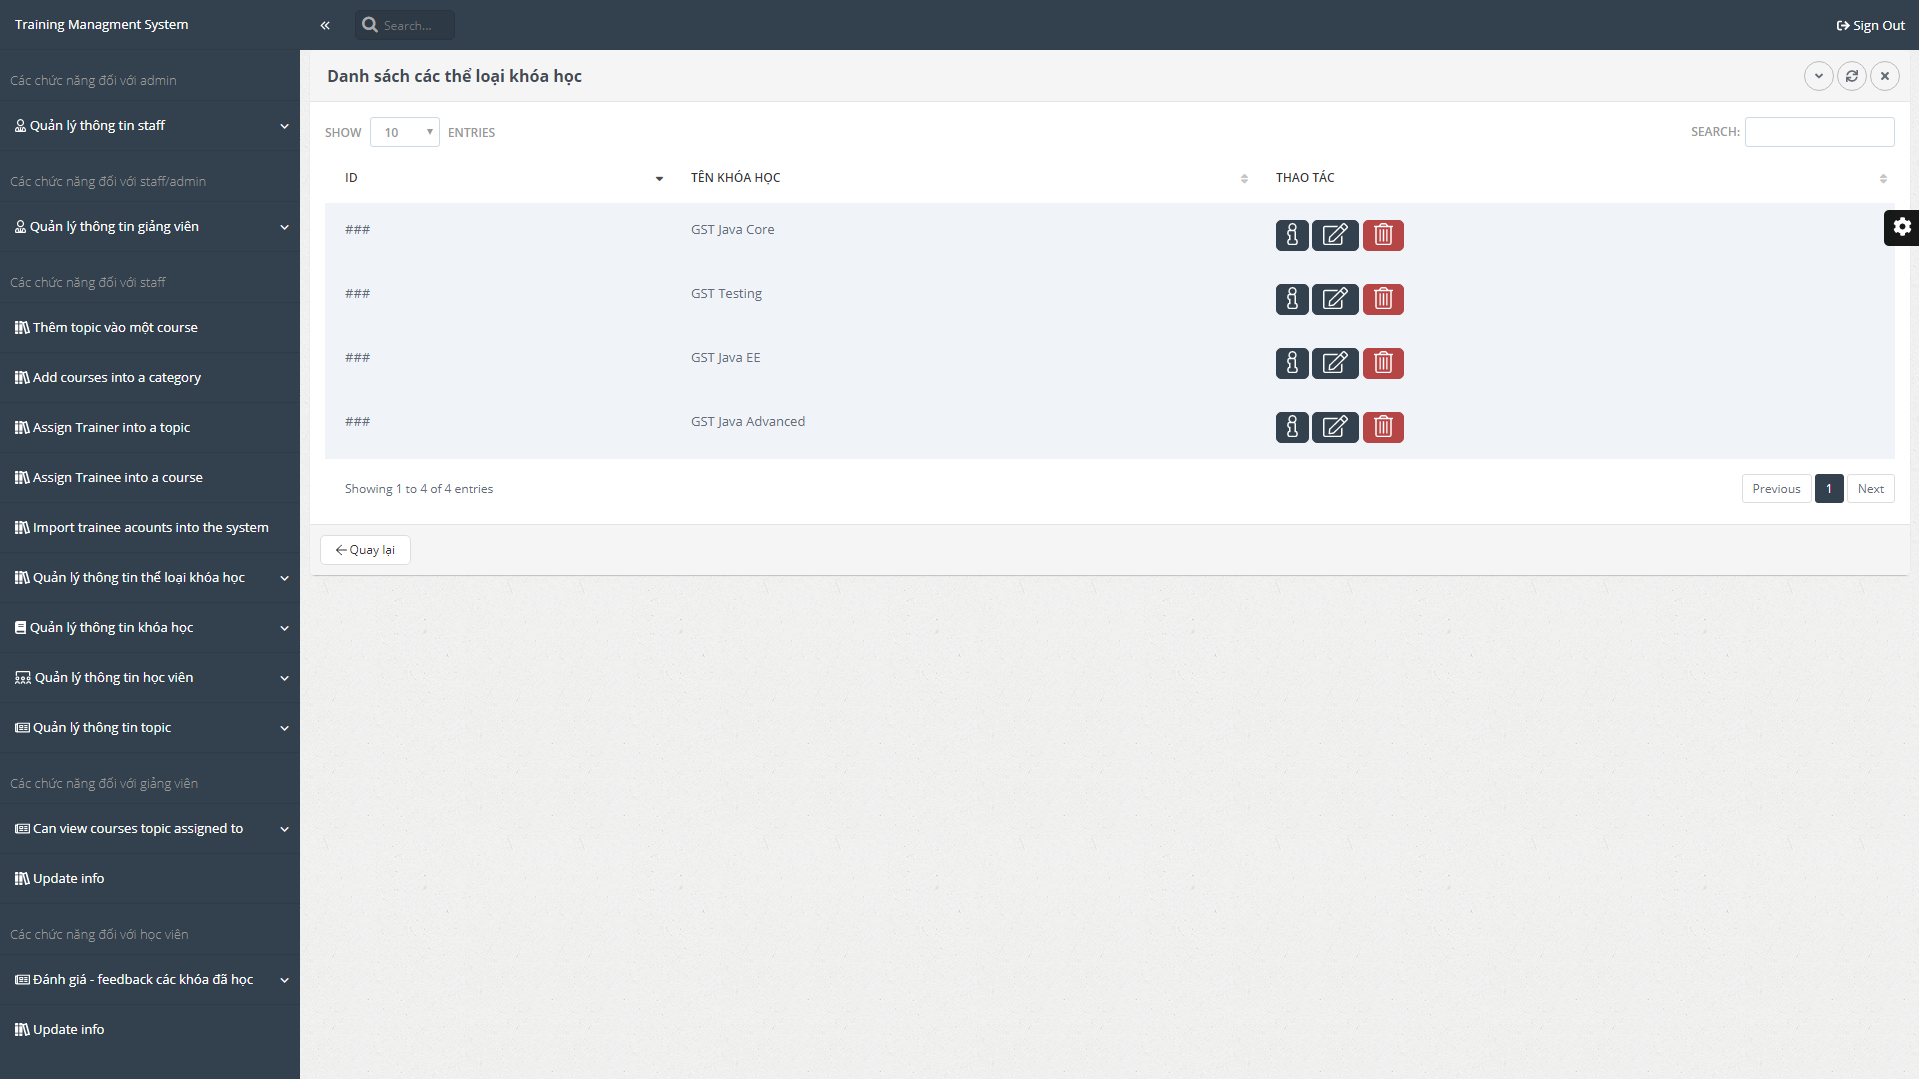 Training Managment System
Search...
Sign Out
Các chức năng đối với admin
Quản lý thông tin staff
Các chức năng đối với staff/admin
Quản lý thông tin giảng viên
Các chức năng đối với staff
Thêm topic vào một course
Add courses into a category
Assign Trainer into a topic
Assign Trainee into a course
Import trainee acounts into the system
Quản lý thông tin thể loại khóa học
Quản lý thông tin khóa học
Quản lý thông tin học viên
Quản lý thông tin topic
Các chức năng đối với giảng viên
Can view courses topic assigned to
Update info
Các chức năng đối với học viên
Đánh giá - feedback các khóa đã học
Update info
Danh sách các thể loại khóa học
SHOW 10 ENTRIES
SEARCH:
ID TÊN KHÓA HỌC THAO TÁC
### GST Java Core
### GST Testing
### GST Java EE
### GST Java Advanced
Showing 1 to 4 of 4 entries
Previous 1 Next
Quay lại